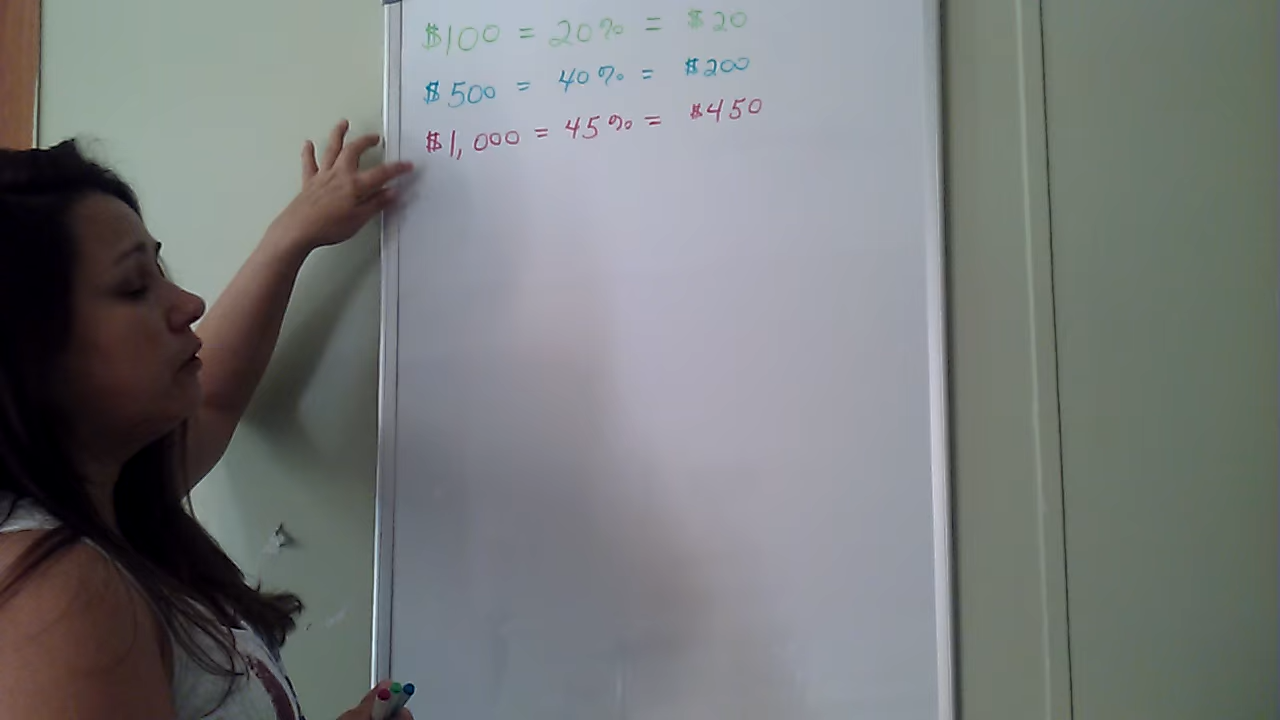 $100 = 20% = $20
$500 = 40% = $200
$1,000 = 45% = $450